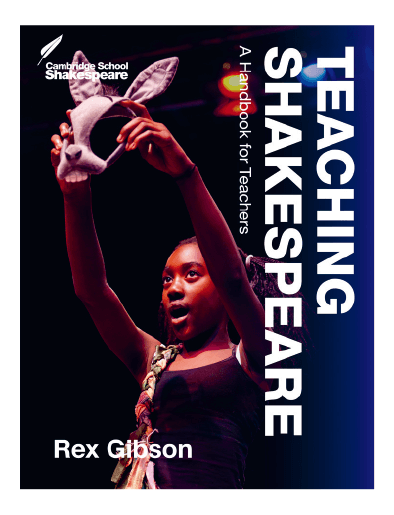 Cambridge School
Shakespeare
TEACHING
SHAKESPEARE
A Handbook for Teachers
Rex Gibson